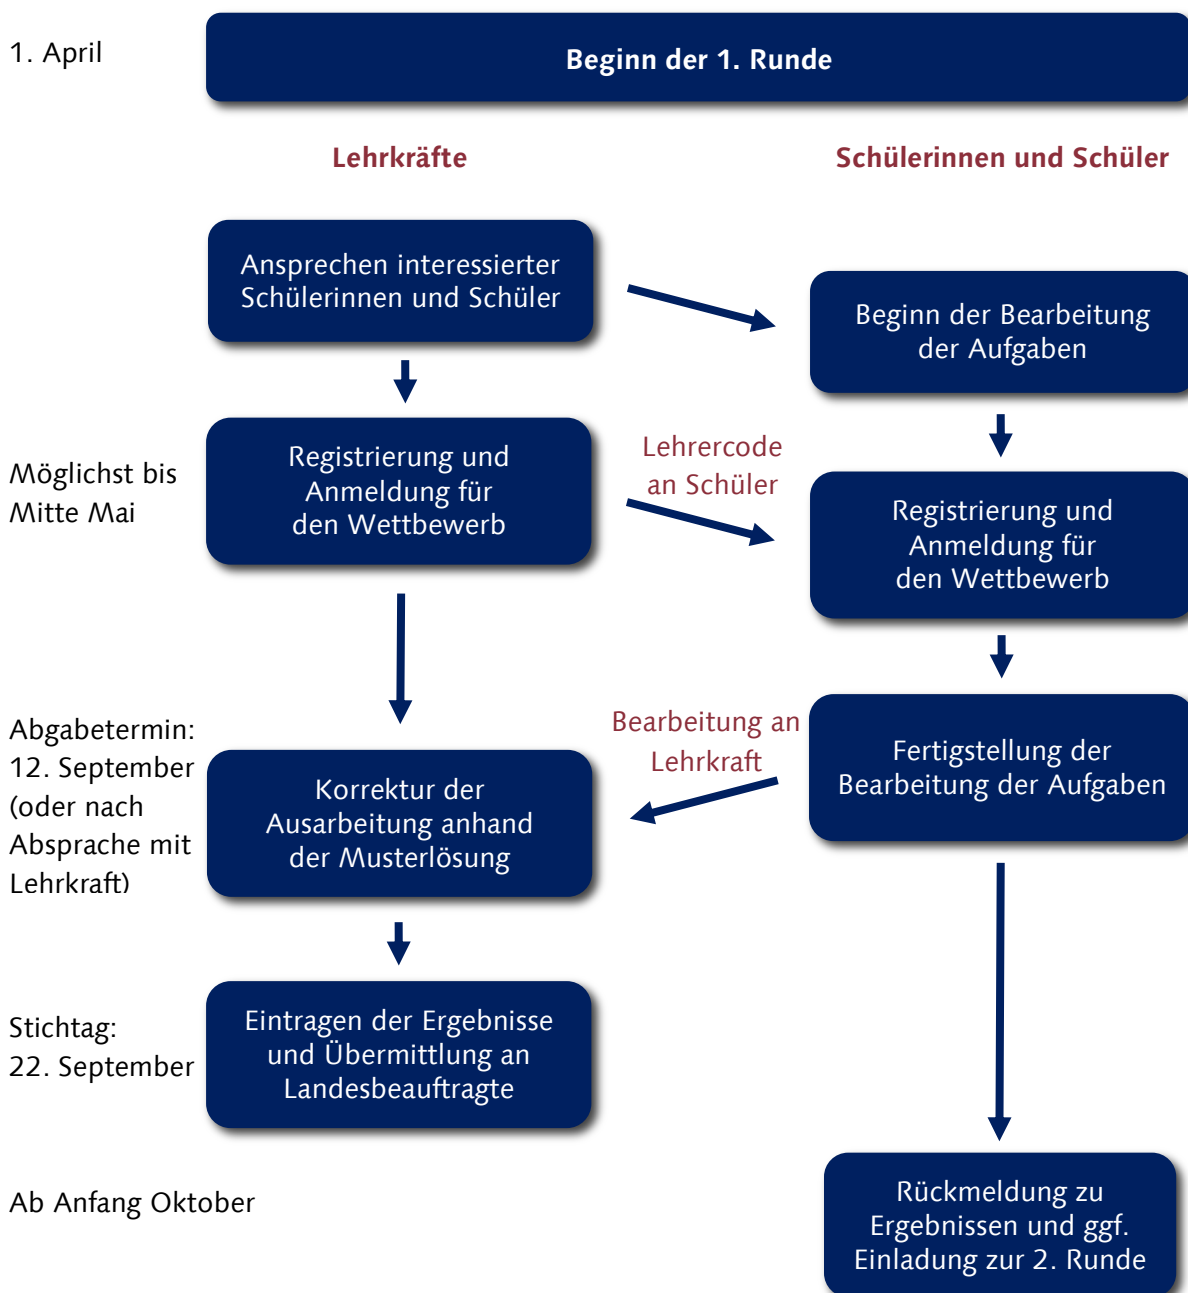 1. April
Beginn der 1. Runde
Lehrkräfte
Schülerinnen und Schüler
Ansprechen interessierter
Schülerinnen und Schüler
Beginn der Bearbeitung
der Aufgaben
Möglichst bis
Mitte Mai
Registrierung und
Anmeldung für
den Wettbewerb
Lehrercode
an Schüler
Registrierung und
Anmeldung für
den Wettbewerb
Abgabetermin:
12. September
(oder nach
Absprache mit
Lehrkraft)
Korrektur der
Ausarbeitung anhand
der Musterlösung
Bearbeitung an
Lehrkraft
Fertigstellung der
Bearbeitung der Aufgaben
Stichtag:
22. September
Eintragen der Ergebnisse
und Übermittlung an
Landesbeauftragte
Ab Anfang Oktober
Rückmeldung zu
Ergebnissen und ggf.
Einladung zur 2. Runde